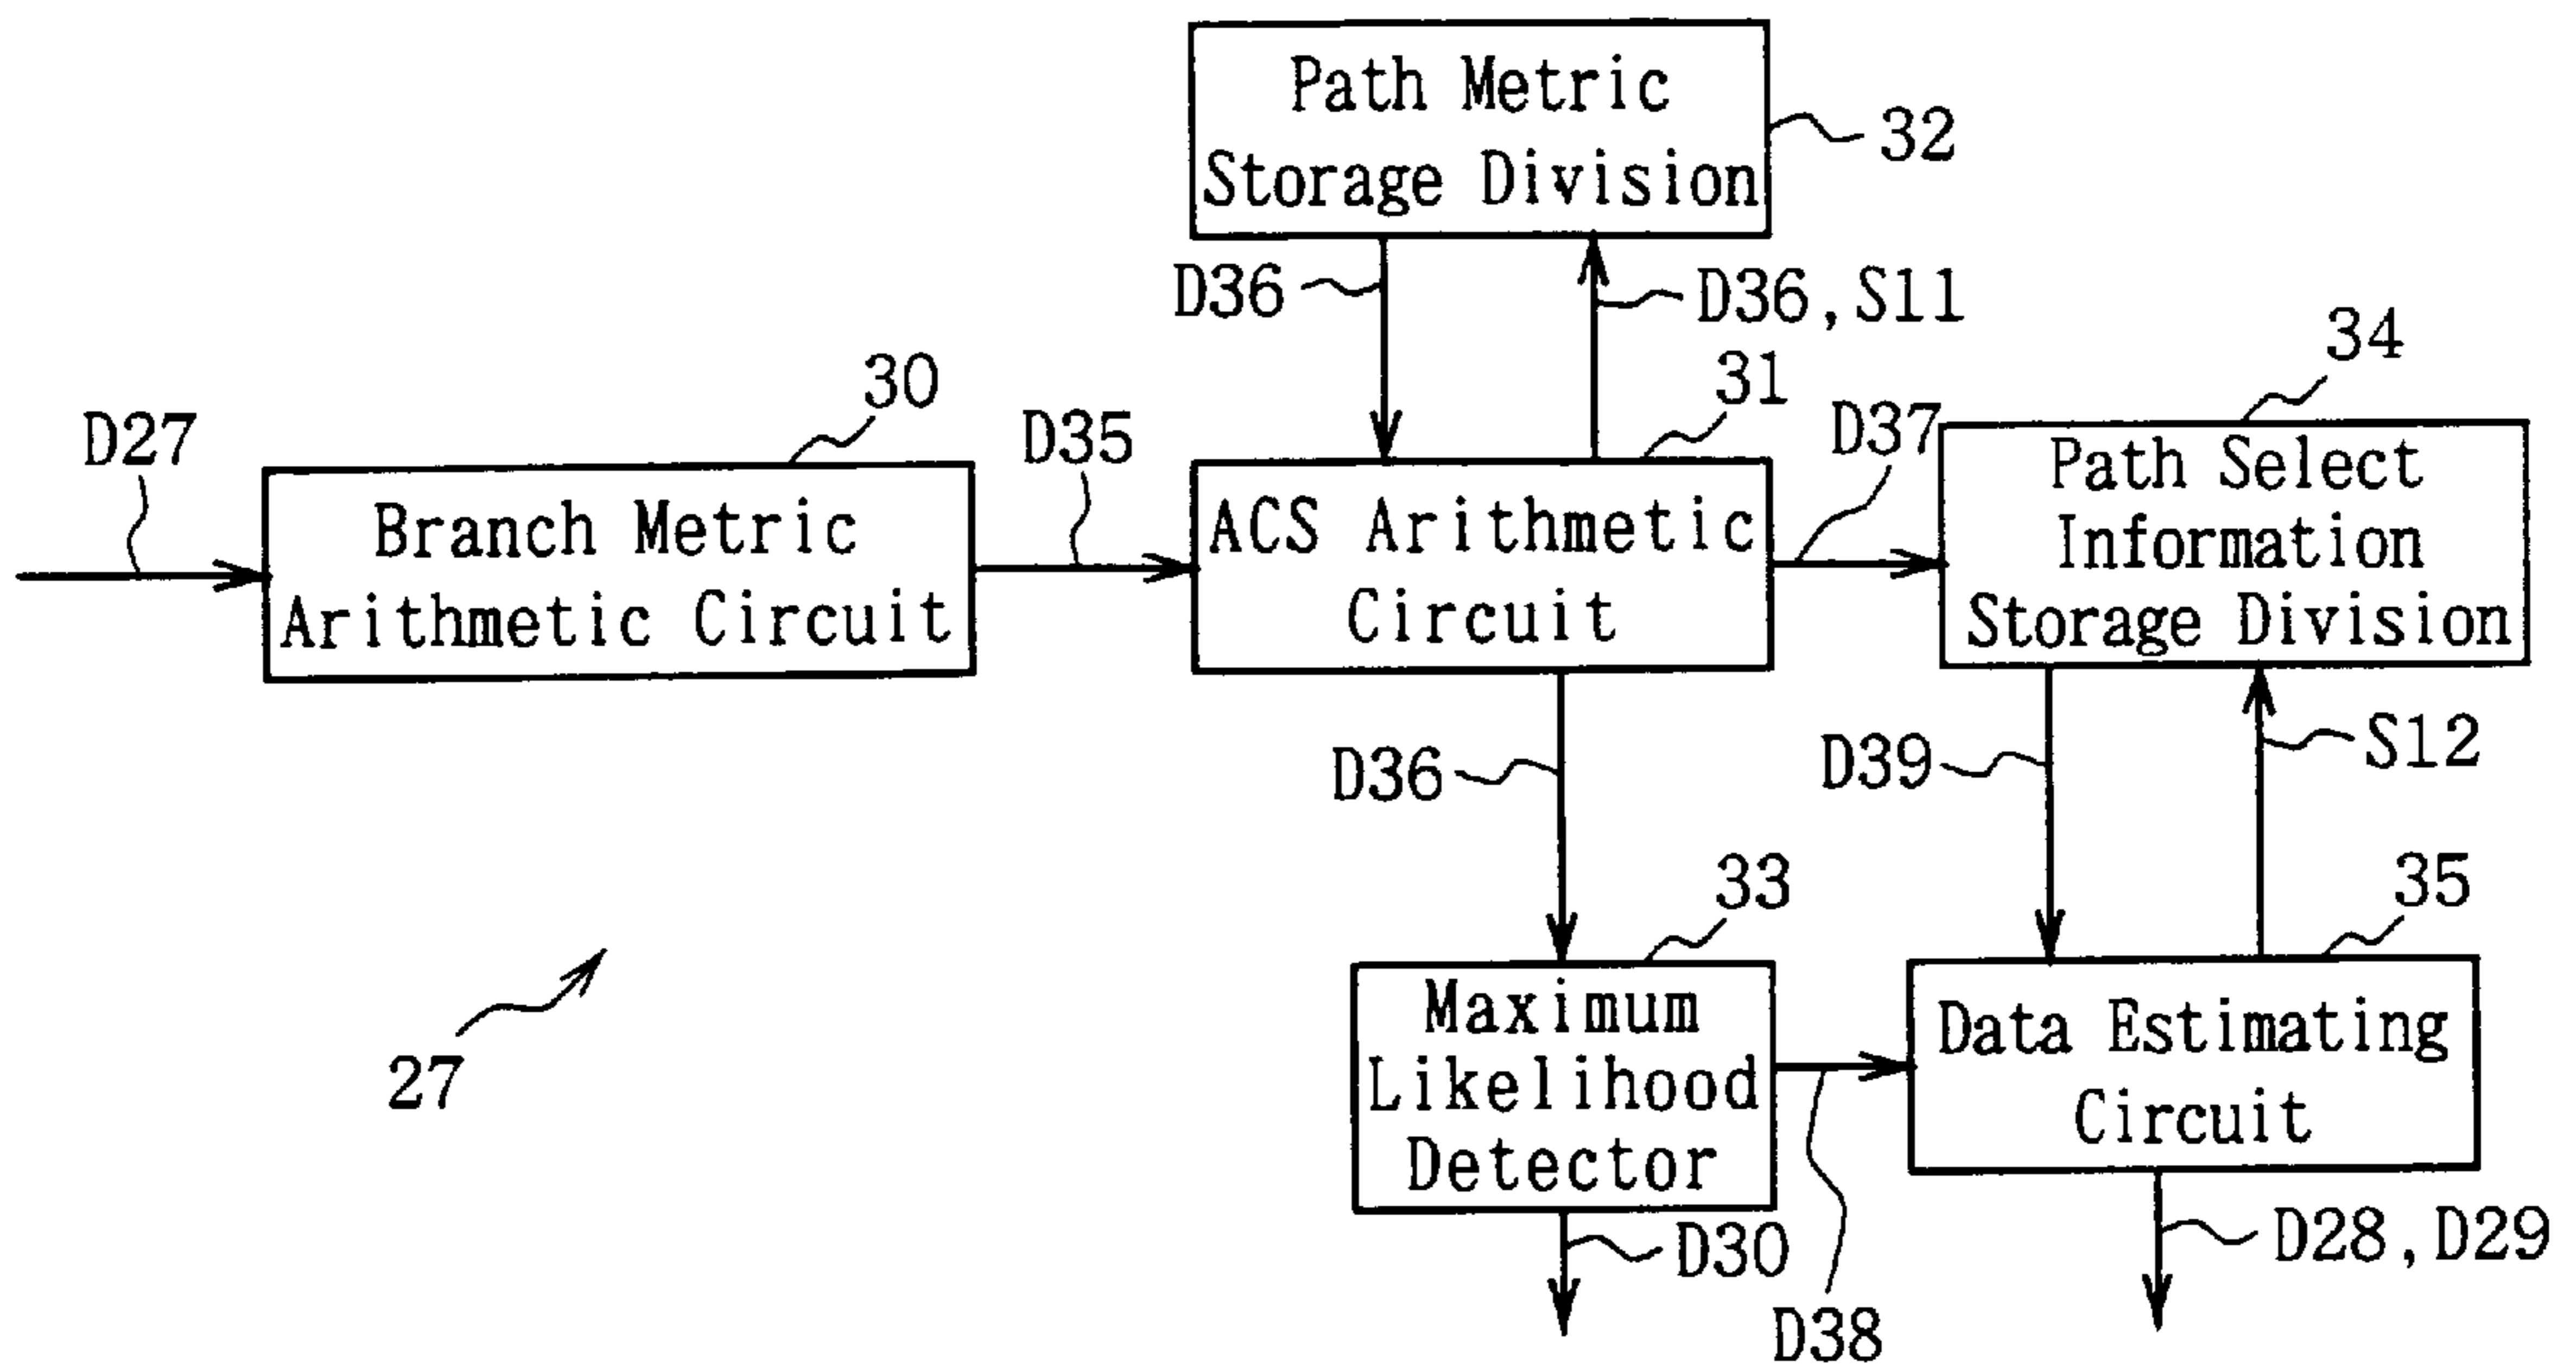 Path Metric
Storage Division
32
D36
D36,S11
34
30
31
D27
D35
D37
Path Select
Information
Storage Division
Branch Metric
Arithmetic Circuit
ACS Arithmetic
Circuit
D36
D39
S12
33
35
27
Maximum
Likelihood
Detector
Data Estimating
Circuit
D30
D38
D28,D29